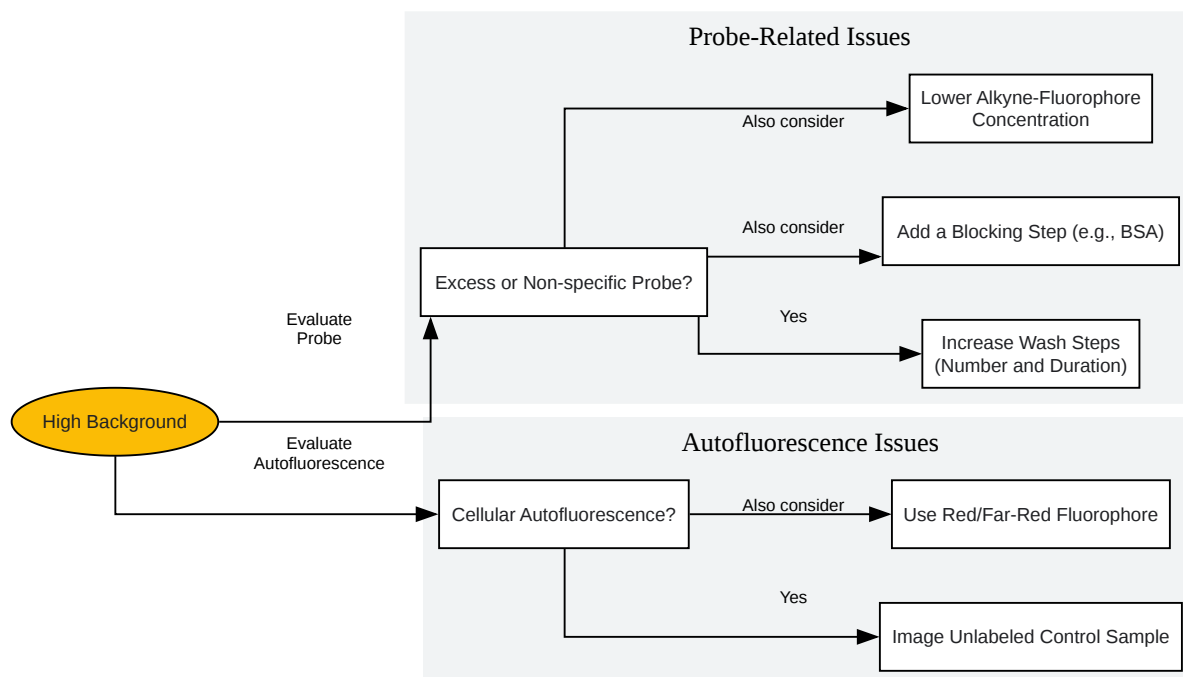 Probe-Related Issues
Lower Alkyne-Fluorophore
Concentration
Also consider
Also consider
Add a Blocking Step (e.g., BSA)
Excess or Non-specific Probe?
Yes
Increase Wash Steps
(Number and Duration)
Evaluate
Probe
High Background
Evaluate
Autofluorescence
Autofluorescence Issues
Cellular Autofluorescence?
Also consider
Use Red/Far-Red Fluorophore
Yes
Image Unlabeled Control Sample